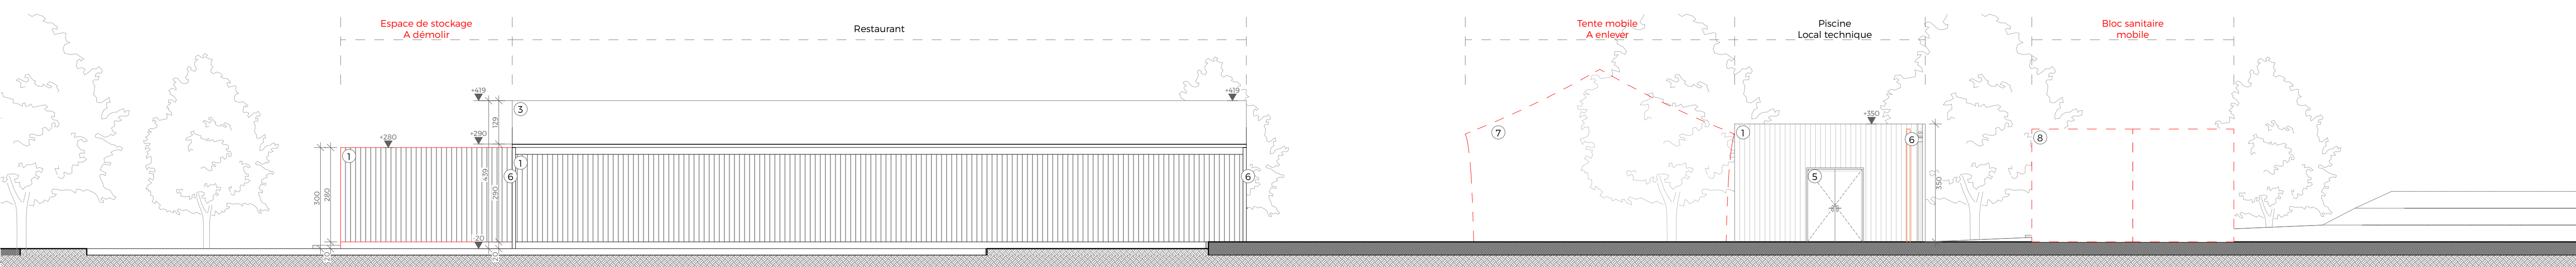 Espace de stockage
A démolir
Restaurant
Tente mobile
A enlever
Piscine
Local technique
Bloc sanitaire
mobile
+419
+419
3
129
+350
+290
+280
7
1
6
8
1
1
439
300
280
290
6
6
5
350
-20
20
20